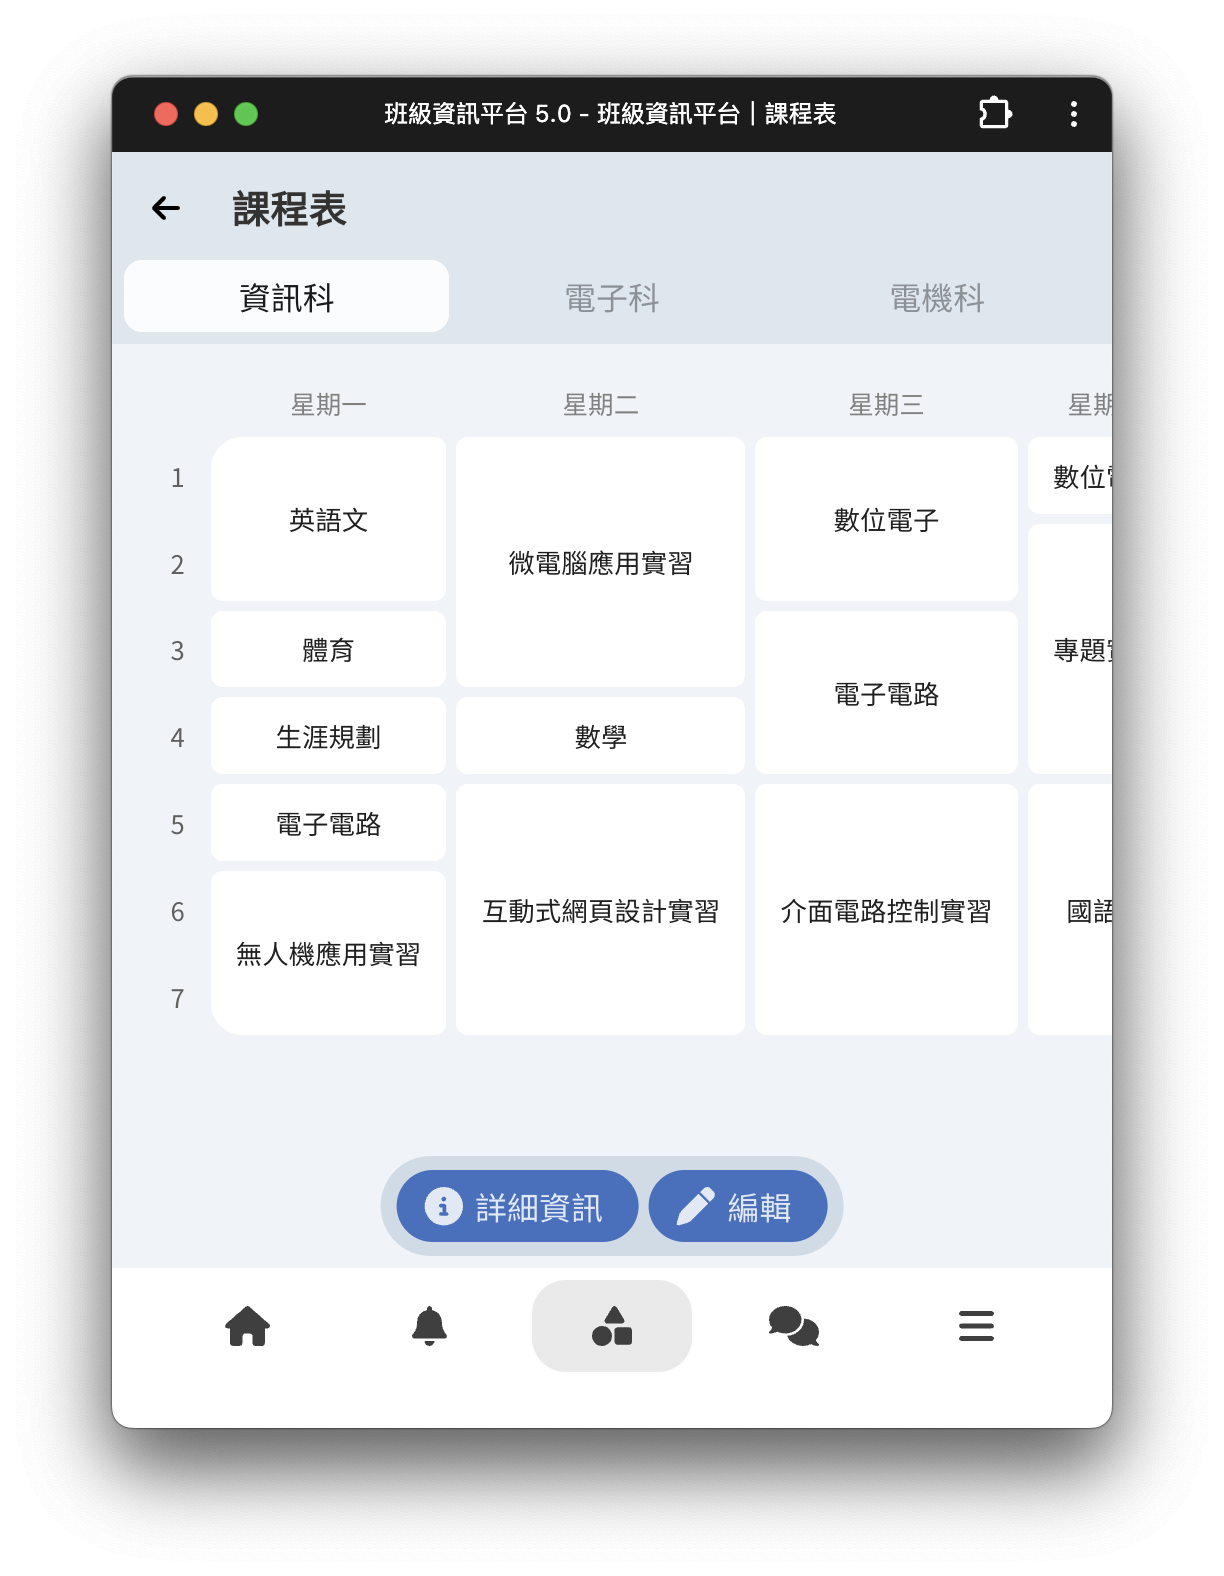 班級資訊平台 5.0 - 班級資訊平台 | 課程表
課程表
資訊科 電子科 電機科
星期一 星期二 星期三 星期
1 英語文 數位電子 數位
2 微電腦應用實習
3 體育 專題
電子電路
4 生涯規劃 數學
5 電子電路
6 互動式網頁設計實習 介面電路控制實習 國語
無人機應用實習
7
詳細資訊 編輯